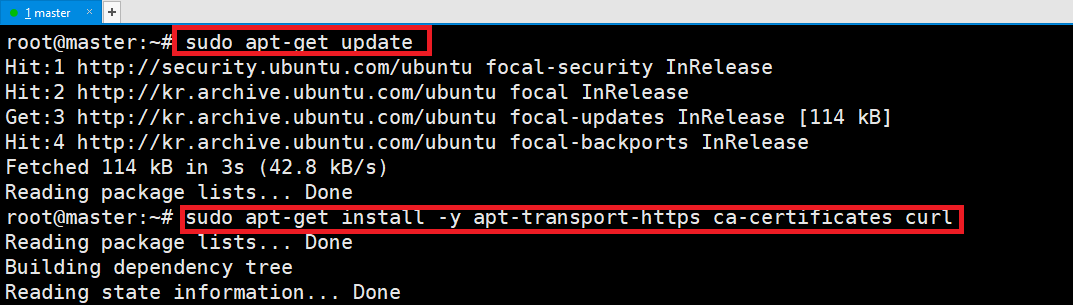 1 master × +
root@master:~# sudo apt-get update
Hit:1 http://security.ubuntu.com/ubuntu focal-security InRelease
Hit:2 http://kr.archive.ubuntu.com/ubuntu focal InRelease
Get:3 http://kr.archive.ubuntu.com/ubuntu focal-updates InRelease [114 kB]
Hit:4 http://kr.archive.ubuntu.com/ubuntu focal-backports InRelease
Fetched 114 kB in 3s (42.8 kB/s)
Reading package lists... Done
root@master:~# sudo apt-get install -y apt-transport-https ca-certificates curl
Reading package lists... Done
Building dependency tree
Reading state information... Done